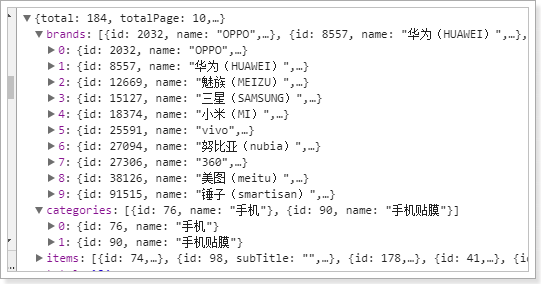 ▼{total: 184, totalPage: 10,…}
▼brands: [{id: 2032, name: "OPPO",…}, {id: 8557, name: "华为（HUAWEI）",…},
▶0: {id: 2032, name: "OPPO",…}
▶1: {id: 8557, name: "华为（HUAWEI）",…}
▶2: {id: 12669, name: "魅族（MEIZU）",…}
▶3: {id: 15127, name: "三星（SAMSUNG）",…}
▶4: {id: 18374, name: "小米（MI）",…}
▶5: {id: 25591, name: "vivo",…}
▶6: {id: 27094, name: "努比亚（nubia）",…}
▶7: {id: 27306, name: "360",…}
▶8: {id: 38126, name: "美图（meitu）",…}
▶9: {id: 91515, name: "锤子（smartisan）",…}
▼categories: [{id: 76, name: "手机"}, {id: 90, name: "手机贴膜"}]
▶0: {id: 76, name: "手机"}
▶1: {id: 90, name: "手机贴膜"}
▶items: [{id: 74,…}, {id: 98, subTitle: "",…}, {id: 178,…}, {id: 41,…}, {id: